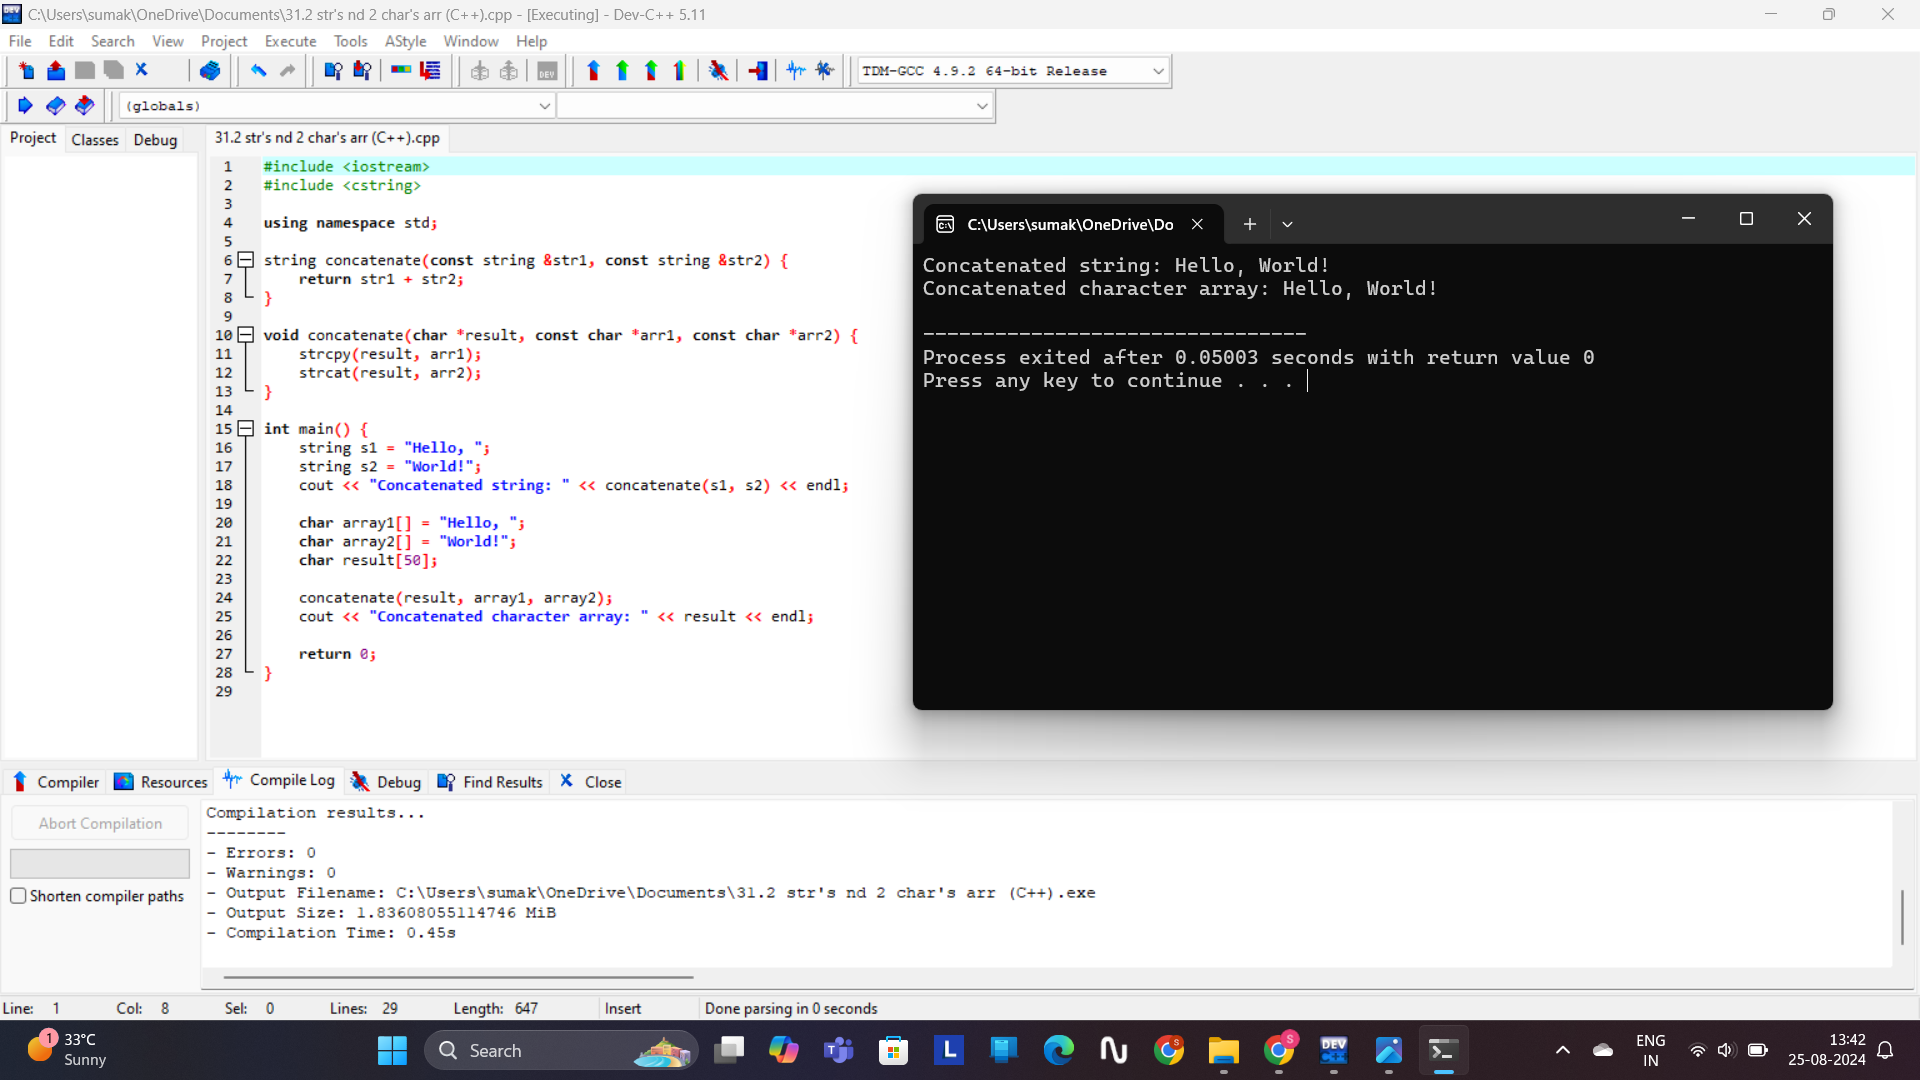 C:\Users\sumak\OneDrive\Documents\31.2 str's nd 2 char's arr (C++).cpp - [Executing] - Dev-C++ 5.11
File Edit Search View Project Execute Tools AStyle Window Help
TDM-GCC 4.9.2 64-bit Release
(globals)
Project Classes Debug
31.2 str's nd 2 char's arr (C++).cpp
1 #include <iostream>
2 #include <cstring>
3
4 using namespace std;
5
6 string concatenate(const string &str1, const string &str2) {
7     return str1 + str2;
8 }
9
10 void concatenate(char *result, const char *arr1, const char *arr2) {
11     strcpy(result, arr1);
12     strcat(result, arr2);
13 }
14
15 int main() {
16     string s1 = "Hello, ";
17     string s2 = "World!";
18     cout << "Concatenated string: " << concatenate(s1, s2) << endl;
19
20     char array1[] = "Hello, ";
21     char array2[] = "World!";
22     char result[50];
23
24     concatenate(result, array1, array2);
25     cout << "Concatenated character array: " << result << endl;
26
27     return 0;
28 }
29
C:\Users\sumak\OneDrive\Do
Concatenated string: Hello, World!
Concatenated character array: Hello, World!
--------------------------------
Process exited after 0.05003 seconds with return value 0
Press any key to continue . . .
Compiler Resources Compile Log Debug Find Results Close
Abort Compilation
Shorten compiler paths
Compilation results...
--------
- Errors: 0
- Warnings: 0
- Output Filename: C:\Users\sumak\OneDrive\Documents\31.2 str's nd 2 char's arr (C++).exe
- Output Size: 1.83608055114746 MiB
- Compilation Time: 0.45s
Line: 1 Col: 8 Sel: 0 Lines: 29 Length: 647 Insert Done parsing in 0 seconds
1
33°C
Sunny
Search
L
S
S
DEV
C++
ENG
IN
13:42
25-08-2024